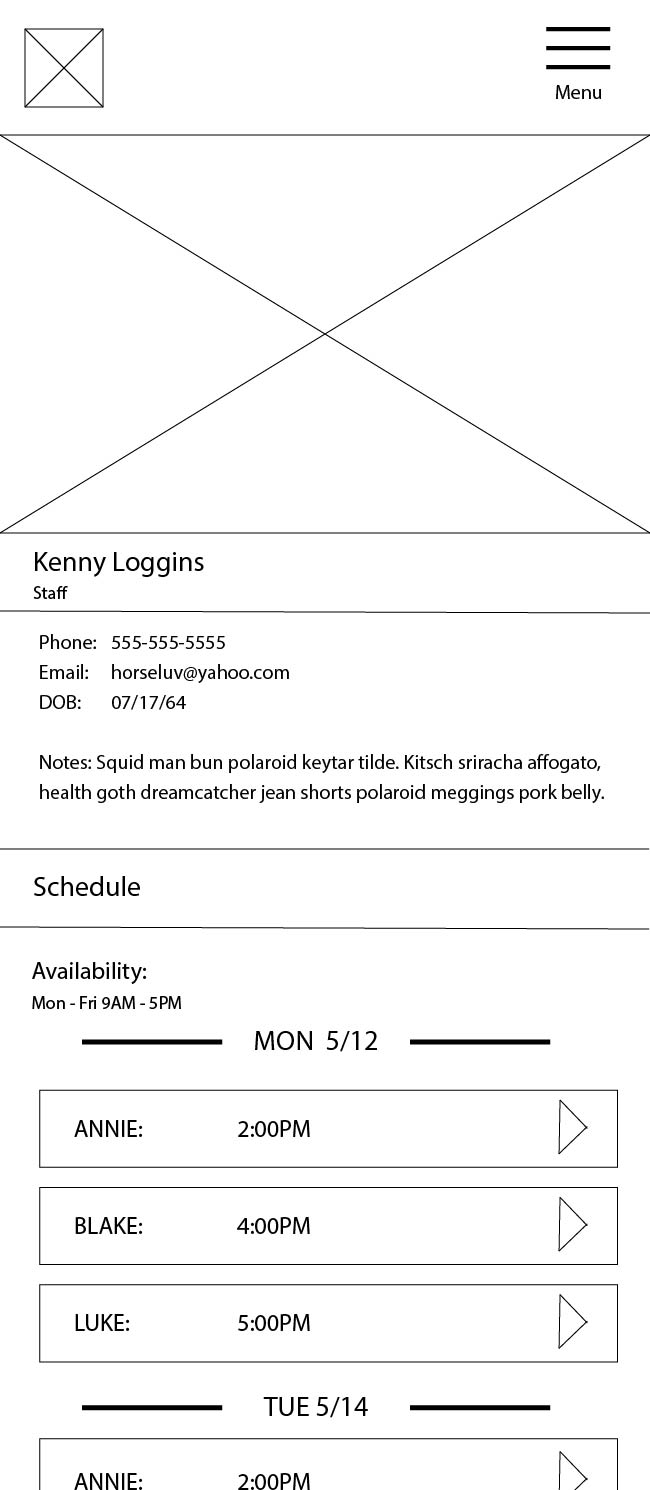 Menu
Kenny Loggins
Staff
Phone: 555-555-5555
Email: horseluv@yahoo.com
DOB: 07/17/64
Notes: Squid man bun polaroid keytar tilde. Kitsch sriracha affogato,
health goth dreamcatcher jean shorts polaroid meggings pork belly.
Schedule
Availability:
Mon - Fri 9AM - 5PM
MON 5/12
ANNIE: 2:00PM
BLAKE: 4:00PM
LUKE: 5:00PM
TUE 5/14
ANNIE: 2:00PM